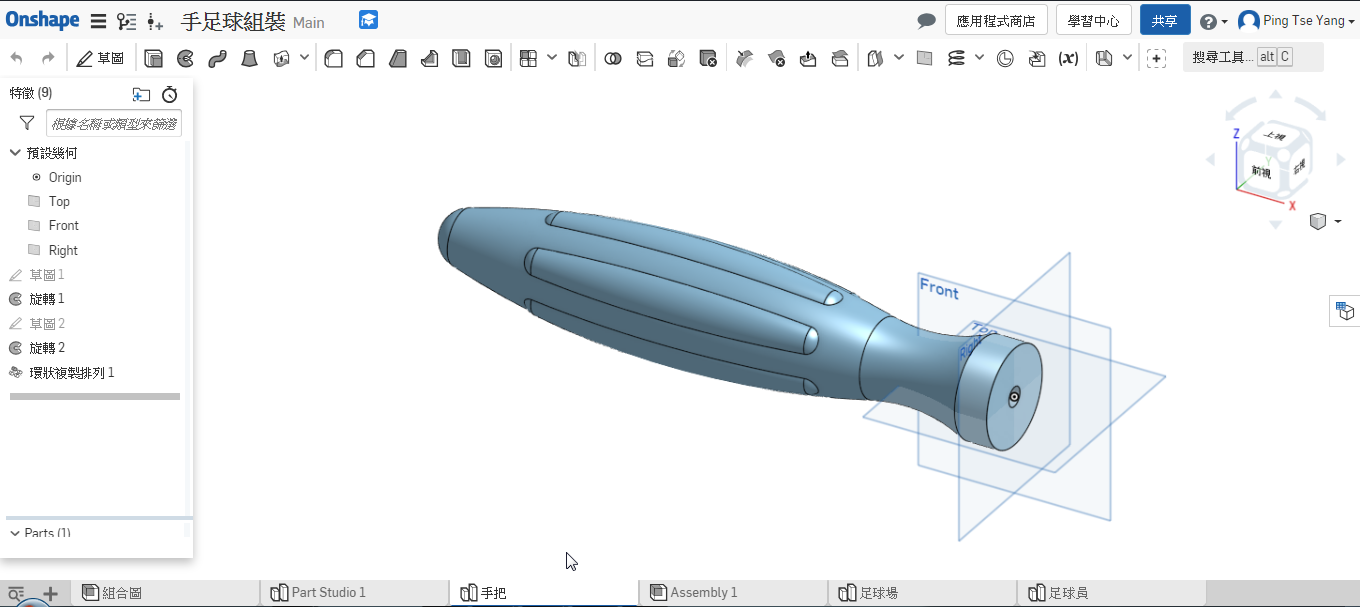 Onshape 手足球組裝 Main 應用程式商店 學習中心 共享 Ping Tse Yang
草圖 (x) 搜尋工具... alt C
特徵 (9)
根據名稱或類型來篩選
預設幾何
Origin
Top
Front
Right
草圖 1
旋轉 1
草圖 2
旋轉 2
環狀複製排列 1
Parts (1)
Front
Top
Right
Z
上視
前視
右視
Y
X
組合圖 Part Studio 1 手把 Assembly 1 足球場 足球員